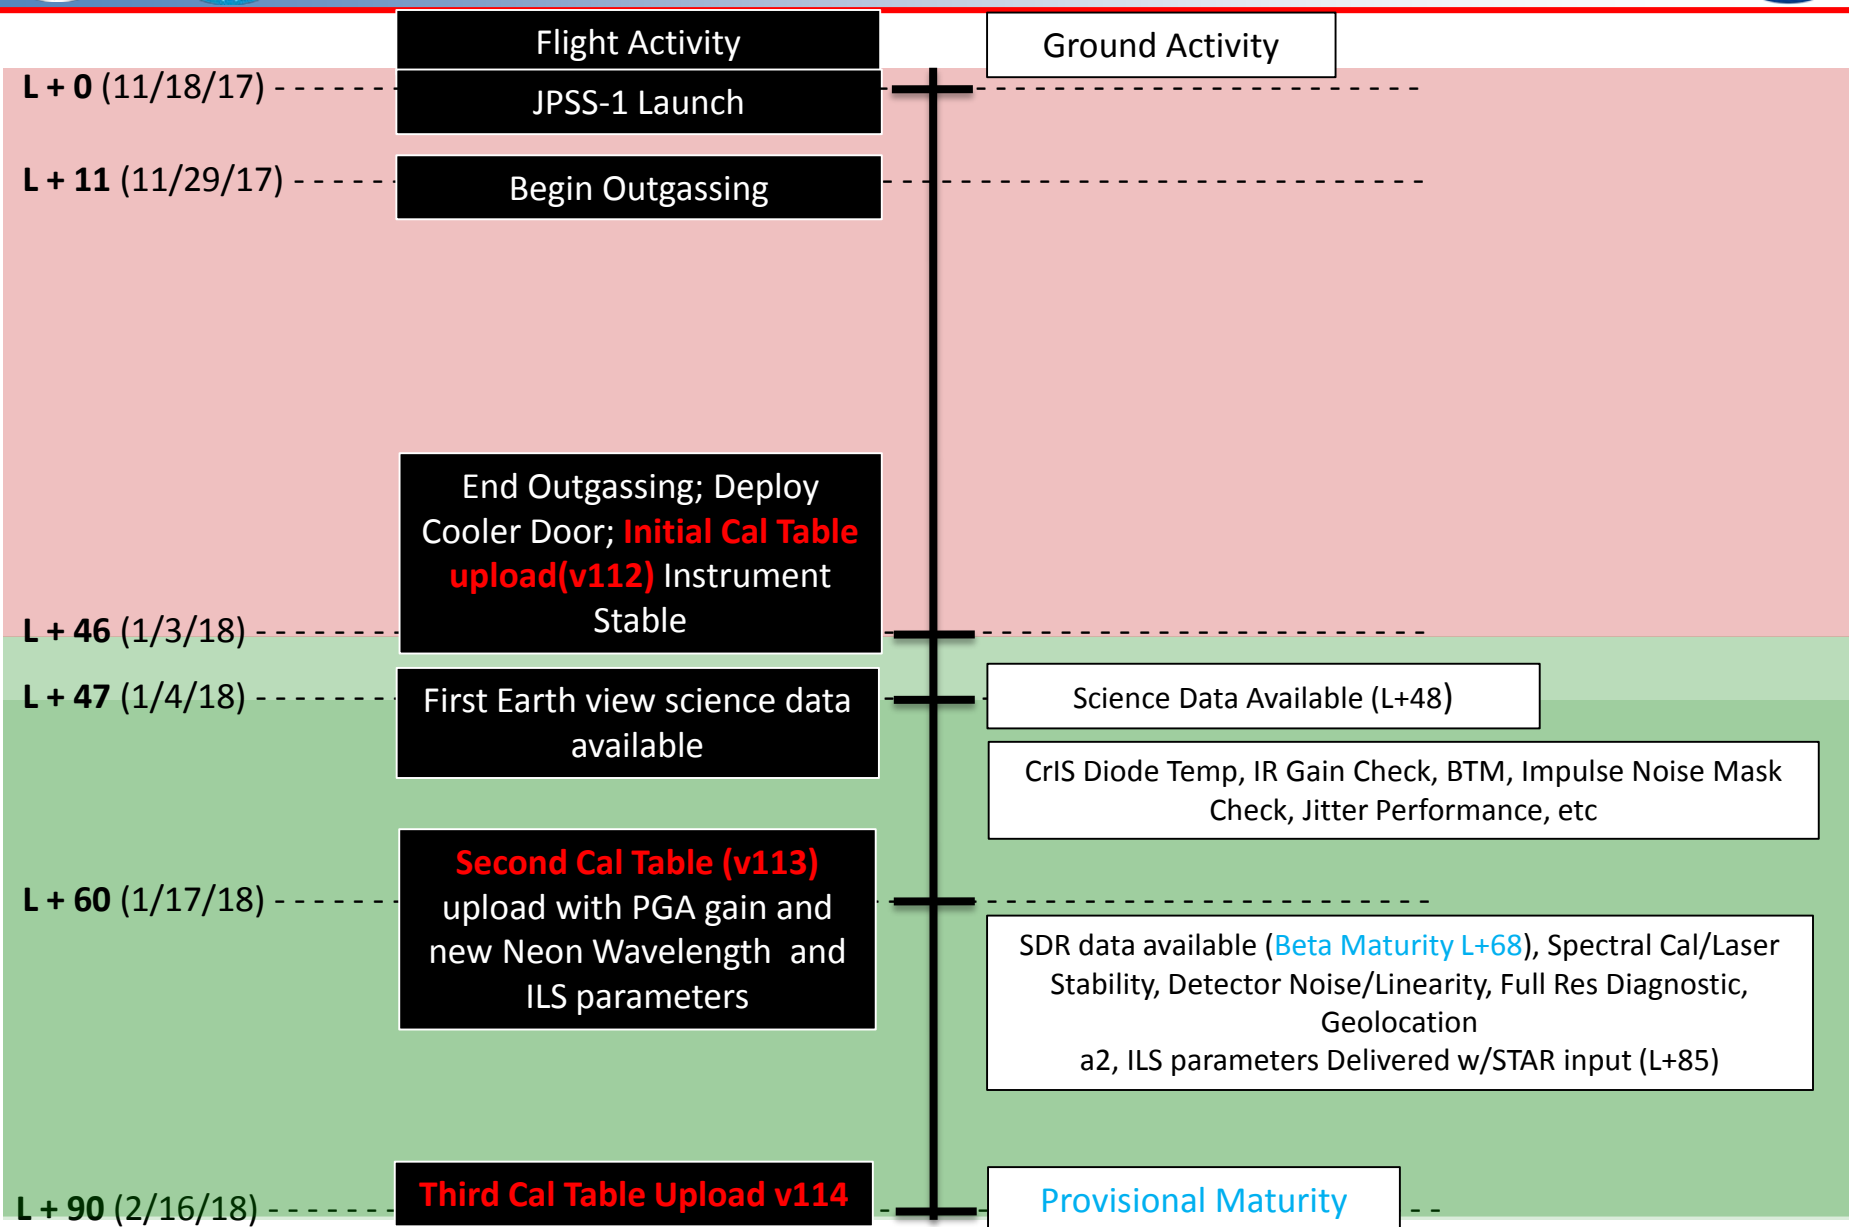 Flight Activity
Ground Activity
L + 0 (11/18/17) - - - - - -
JPSS-1 Launch
L + 11 (11/29/17) - - - - -
Begin Outgassing
End Outgassing; Deploy
Cooler Door; Initial Cal Table
upload(v112) Instrument
Stable
L + 46 (1/3/18) - - - - - - -
L + 47 (1/4/18) - - - - - - -
First Earth view science data
available
Science Data Available (L+48)
CrIS Diode Temp, IR Gain Check, BTM, Impulse Noise Mask
Check, Jitter Performance, etc
Second Cal Table (v113)
upload with PGA gain and
new Neon Wavelength and
ILS parameters
L + 60 (1/17/18) - - - - - -
SDR data available (Beta Maturity L+68), Spectral Cal/Laser
Stability, Detector Noise/Linearity, Full Res Diagnostic,
Geolocation
a2, ILS parameters Delivered w/STAR input (L+85)
L + 90 (2/16/18) - - - - - -
Third Cal Table Upload v114
Provisional Maturity